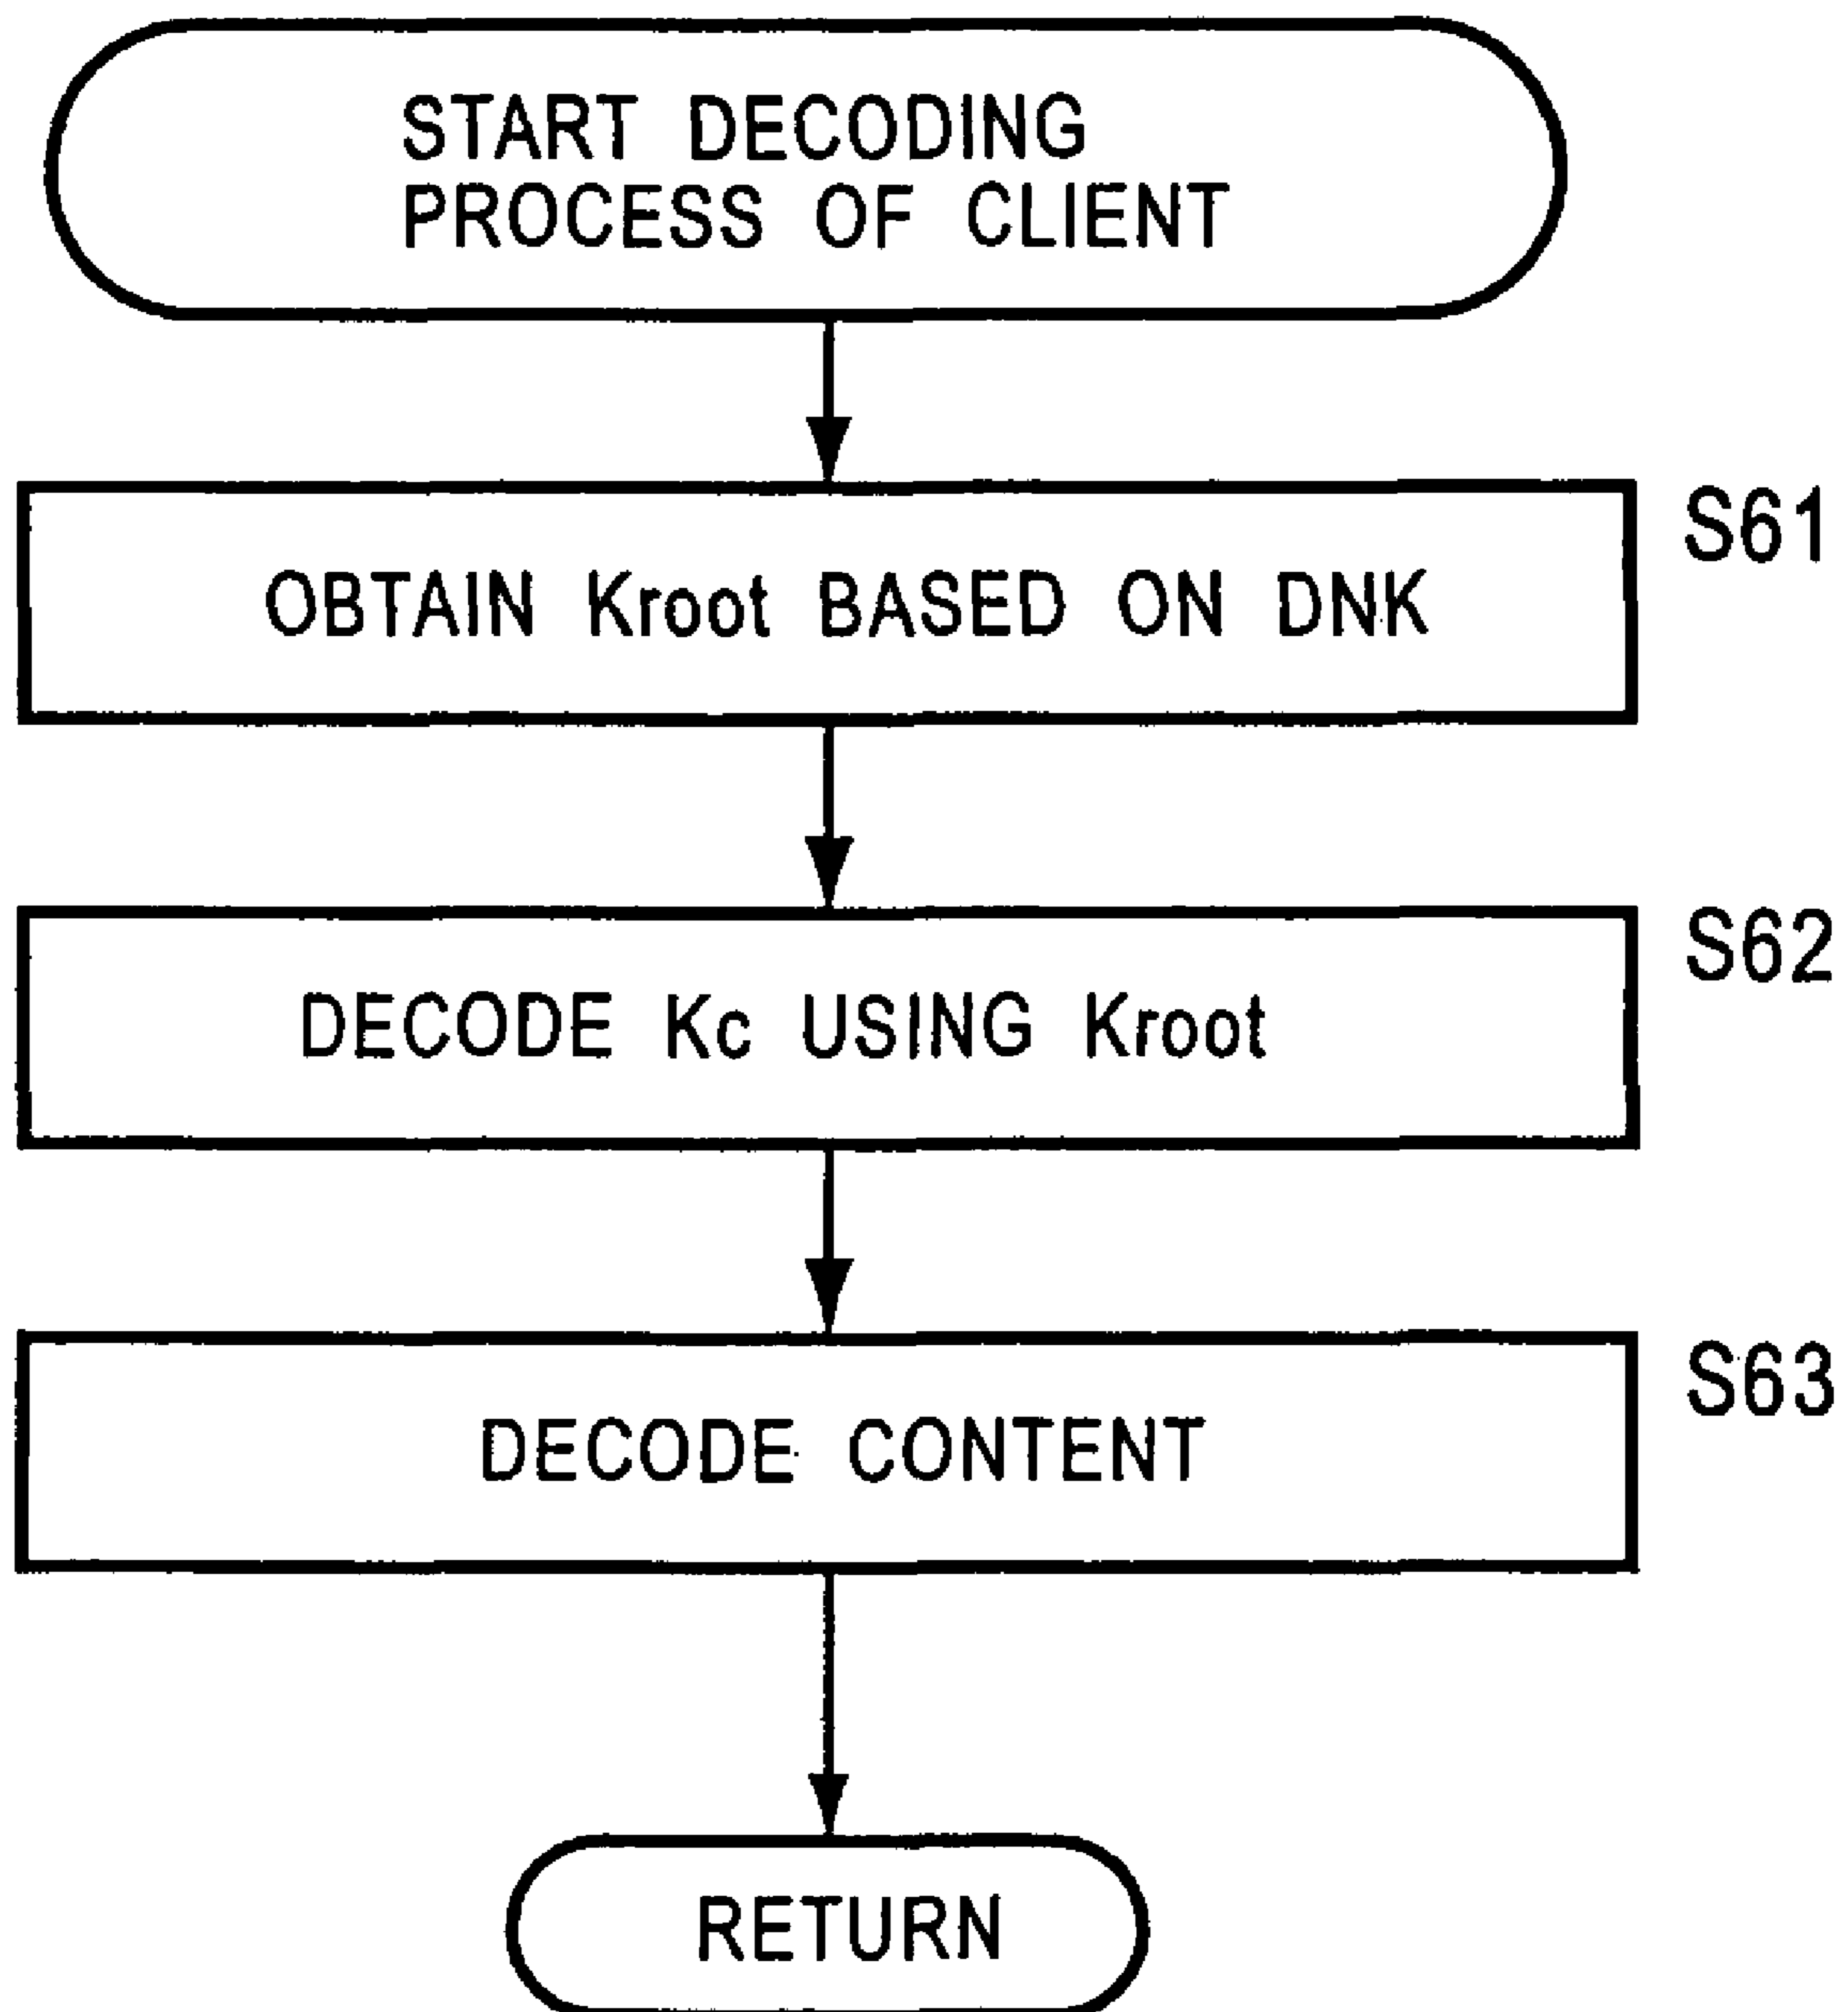 START DECODING
PROCESS OF CLIENT
S61
OBTAIN Kroot BASED ON DNK
S62
DECODE Kc USING Kroot
S63
DECODE CONTENT
RETURN